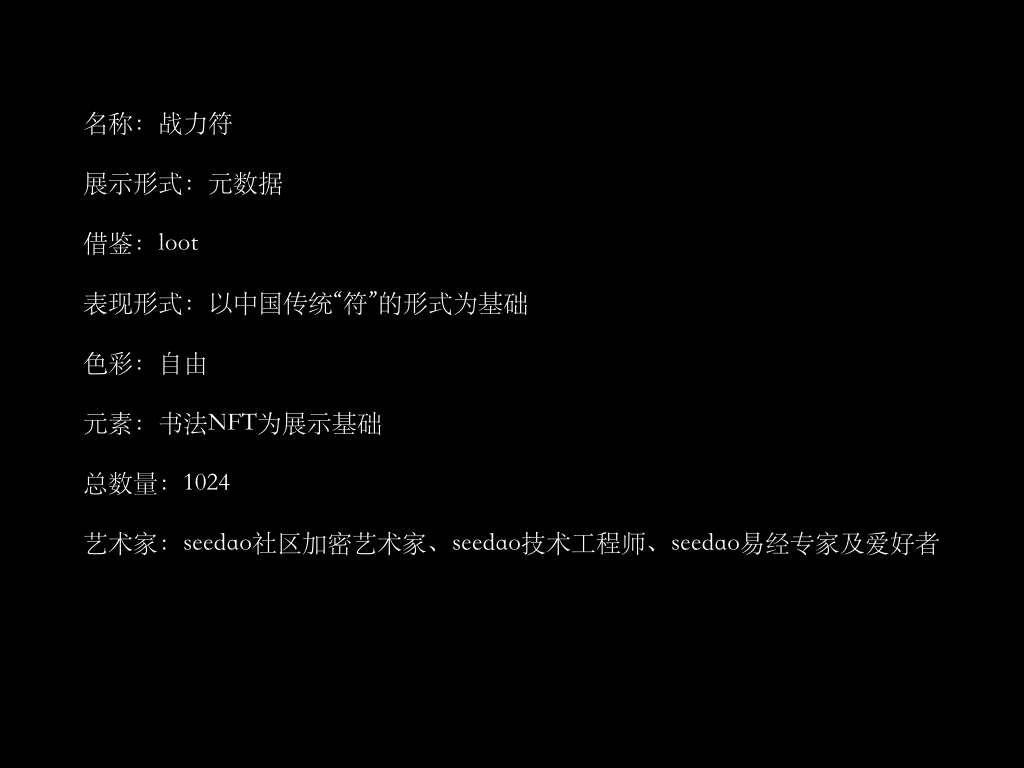 名称：战力符
展示形式：元数据
借鉴：loot
表现形式：以中国传统“符”的形式为基础
色彩：自由
元素：书法NFT为展示基础
总数量：1024
艺术家：seedao社区加密艺术家、seedao技术工程师、seedao易经专家及爱好者